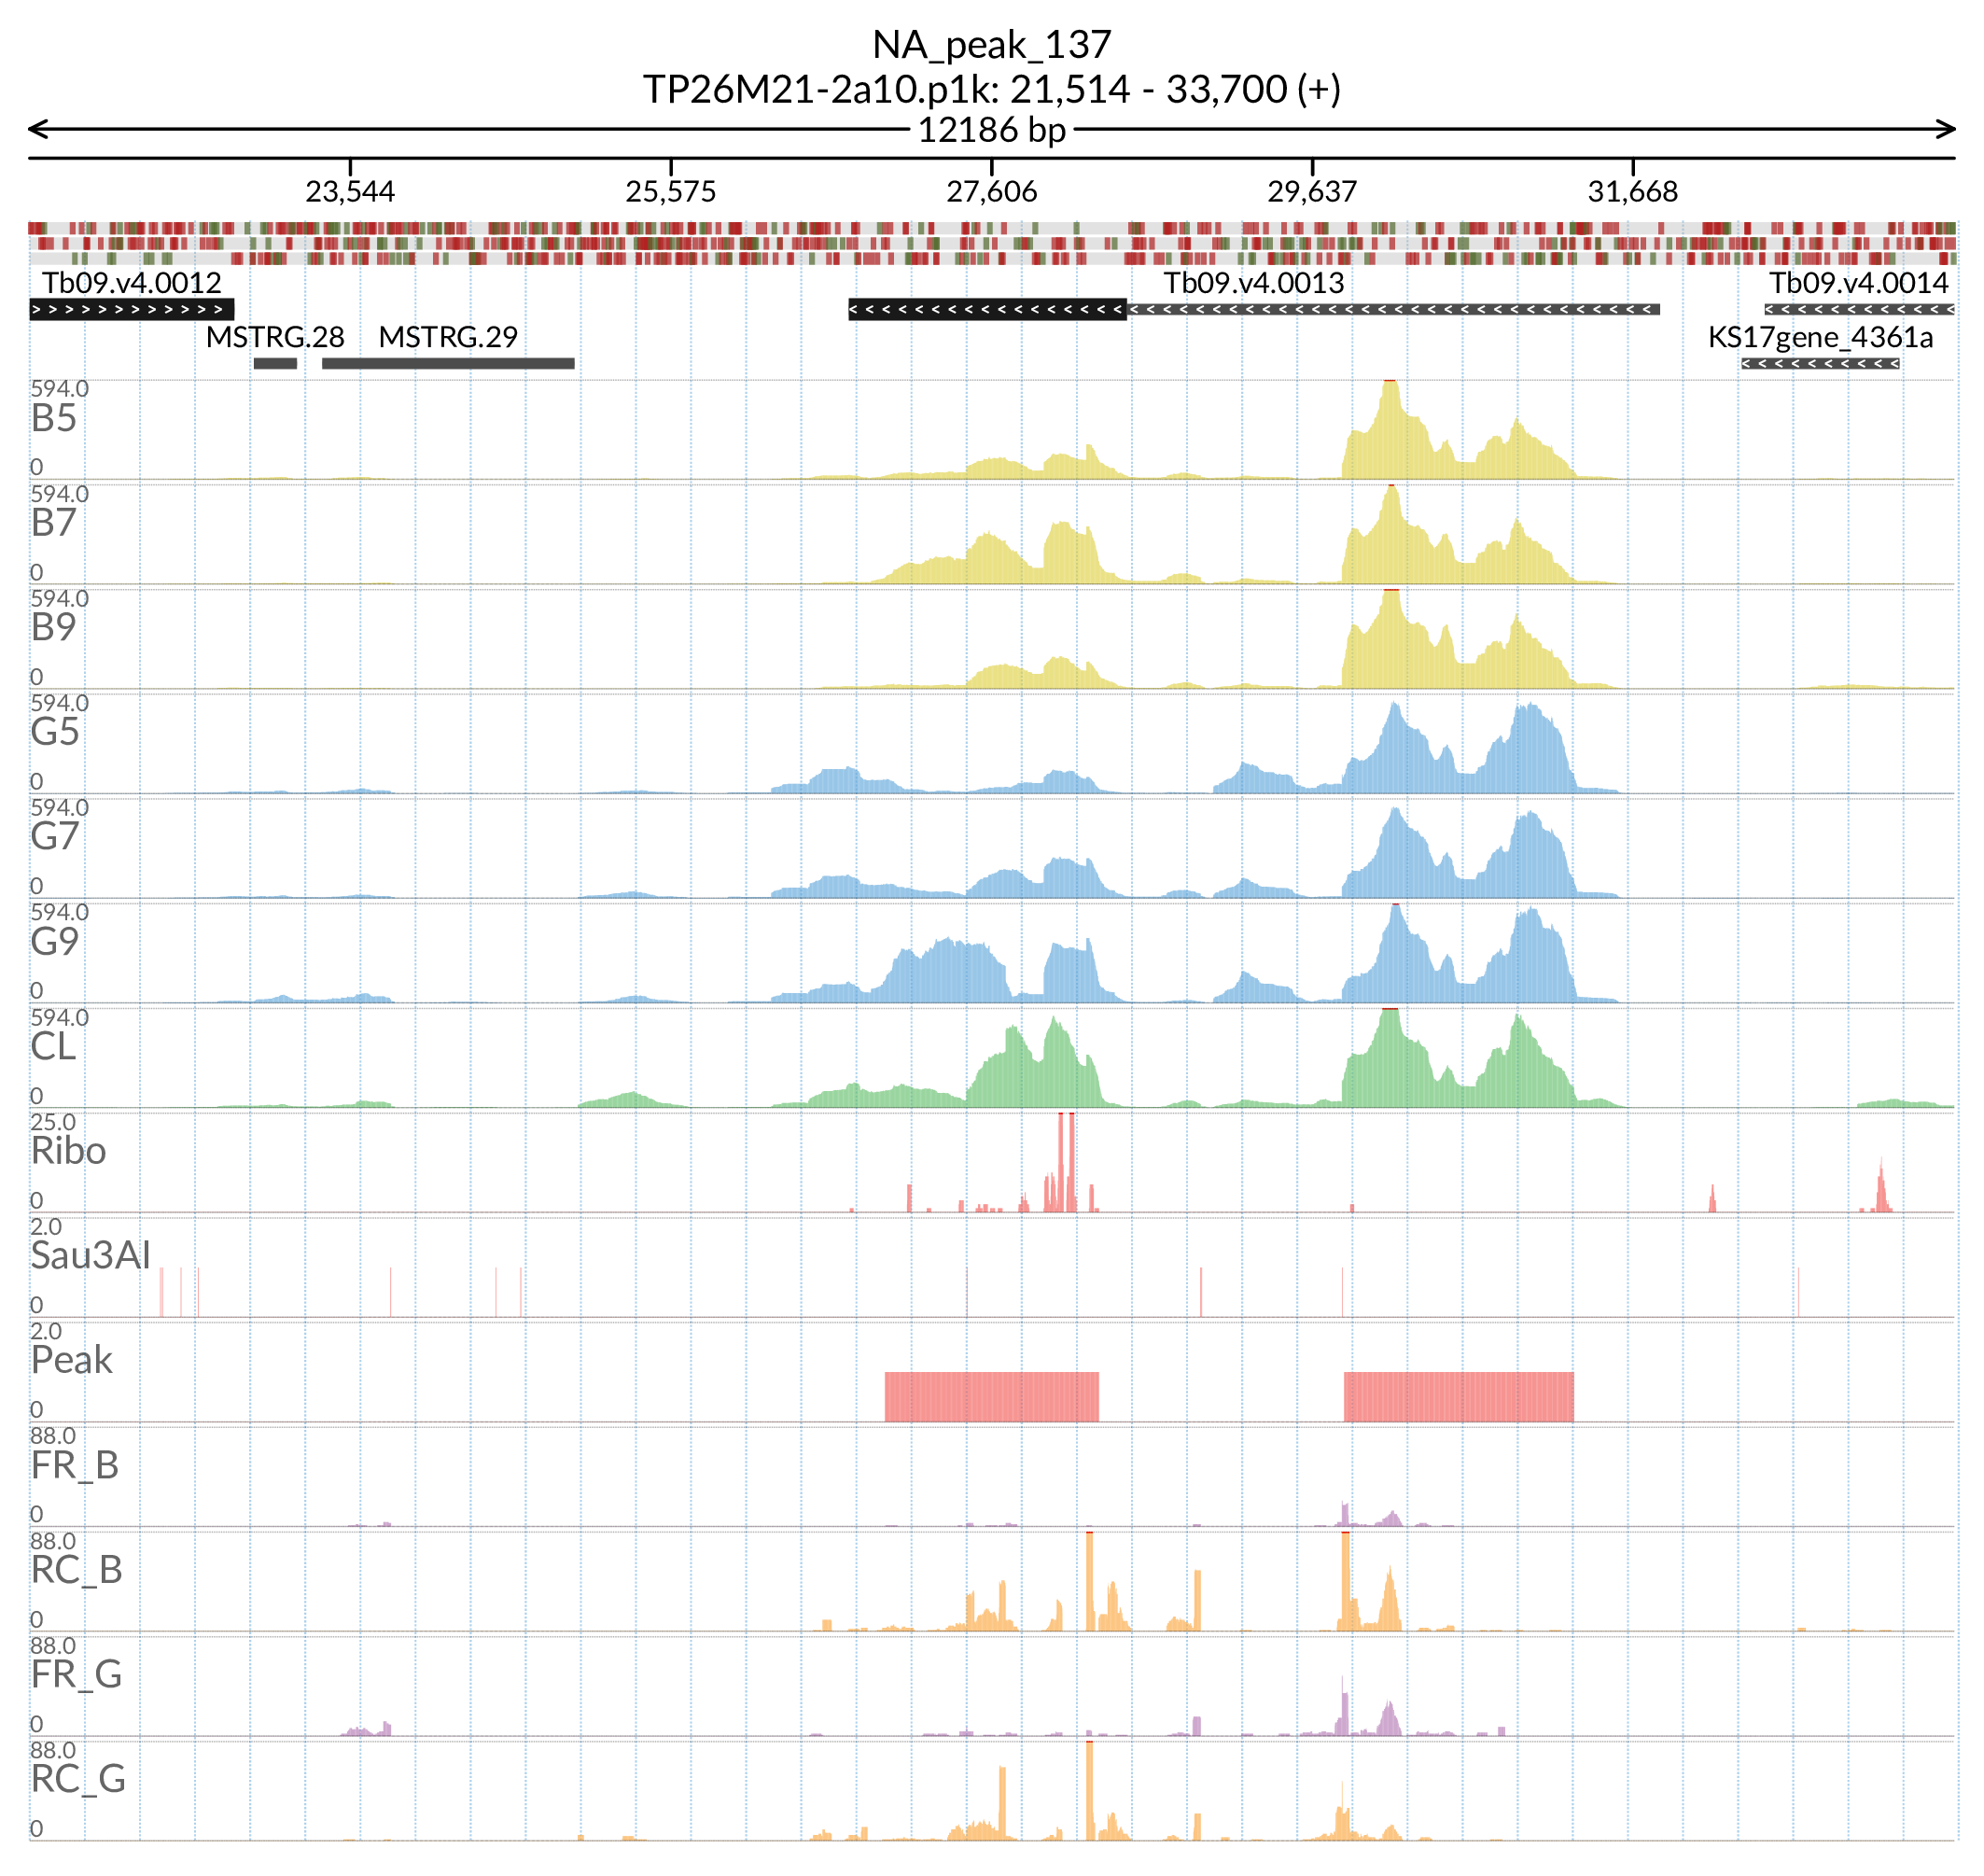 NA_peak_137
TP26M21-2a10.p1k: 21,514 - 33,700 (+)
12186 bp
23,544 25,575 27,606 29,637 31,668
Tb09.v4.0012 Tb09.v4.0013 Tb09.v4.0014
MSTRG.28 MSTRG.29 KS17gene_4361a
594.0
B5
0
594.0
B7
0
594.0
B9
0
594.0
G5
0
594.0
G7
0
594.0
G9
0
594.0
CL
0
25.0
Ribo
0
2.0
Sau3AI
0
2.0
Peak
0
88.0
FR_B
0
88.0
RC_B
0
88.0
FR_G
0
88.0
RC_G
0